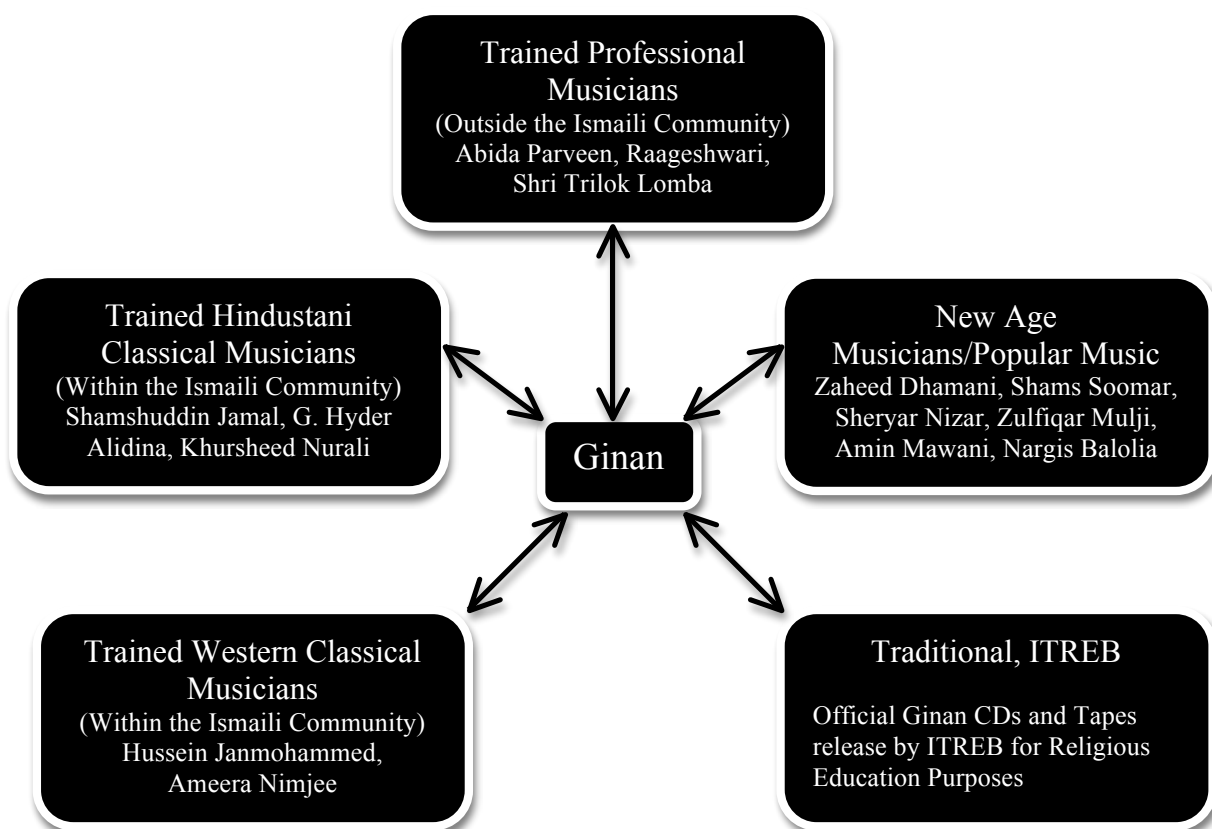 Trained Professional
Musicians
(Outside the Ismaili Community)
Abida Parveen, Raageshwari,
Shri Trilok Lomba
Trained Hindustani
Classical Musicians
(Within the Ismaili Community)
Shamshuddin Jamal, G. Hyder
Alidina, Khursheed Nurali
New Age
Musicians/Popular Music
Zaheed Dhamani, Shams Soomar,
Sheryar Nizar, Zulfiqar Mulji,
Amin Mawani, Nargis Balolia
Ginan
Trained Western Classical
Musicians
(Within the Ismaili Community)
Hussein Janmohammed,
Ameera Nimjee
Traditional, ITREB
Official Ginan CDs and Tapes
release by ITREB for Religious
Education Purposes